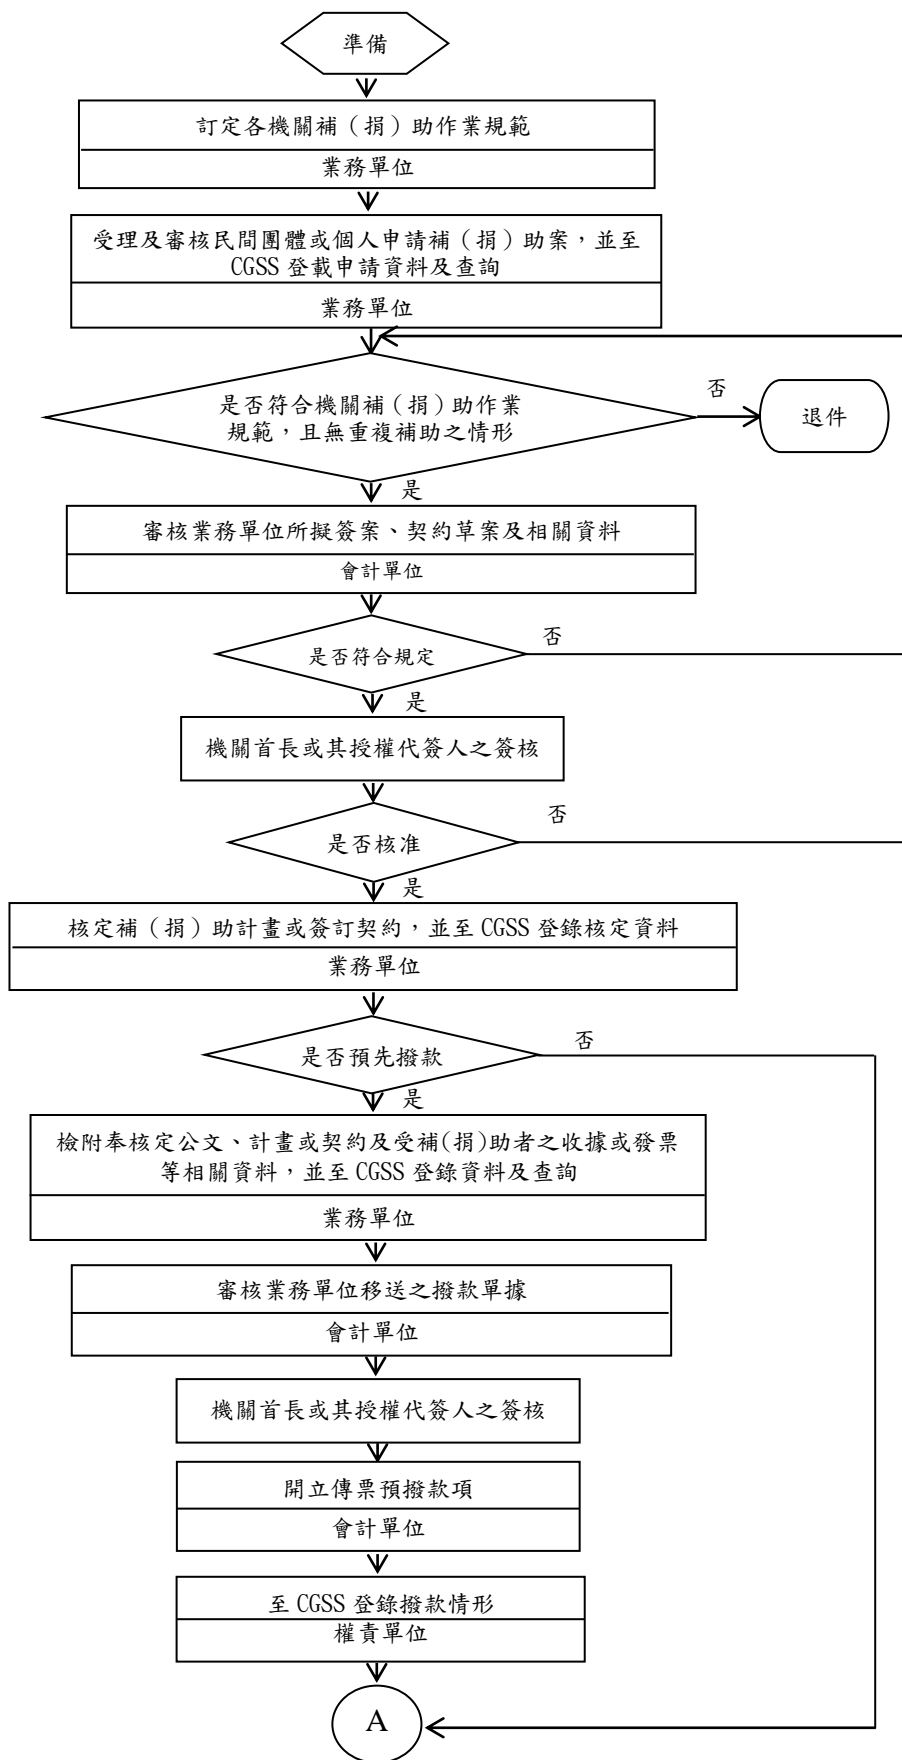 準備
訂定各機關補（捐）助作業規範
業務單位
受理及審核民間團體或個人申請補（捐）助案，並至
CGSS 登載申請資料及查詢
業務單位
是否符合機關補（捐）助作業
規範，且無重複補助之情形
否
退件
是
審核業務單位所擬簽案、契約草案及相關資料
會計單位
是否符合規定
否
是
機關首長或其授權代簽人之簽核
是否核准
否
是
核定補（捐）助計畫或簽訂契約，並至 CGSS 登錄核定資料
業務單位
是否預先撥款
否
是
檢附奉核定公文、計畫或契約及受補(捐)助者之收據或發票
等相關資料，並至 CGSS 登錄資料及查詢
業務單位
審核業務單位移送之撥款單據
會計單位
機關首長或其授權代簽人之簽核
開立傳票預撥款項
會計單位
至 CGSS 登錄撥款情形
權責單位
A